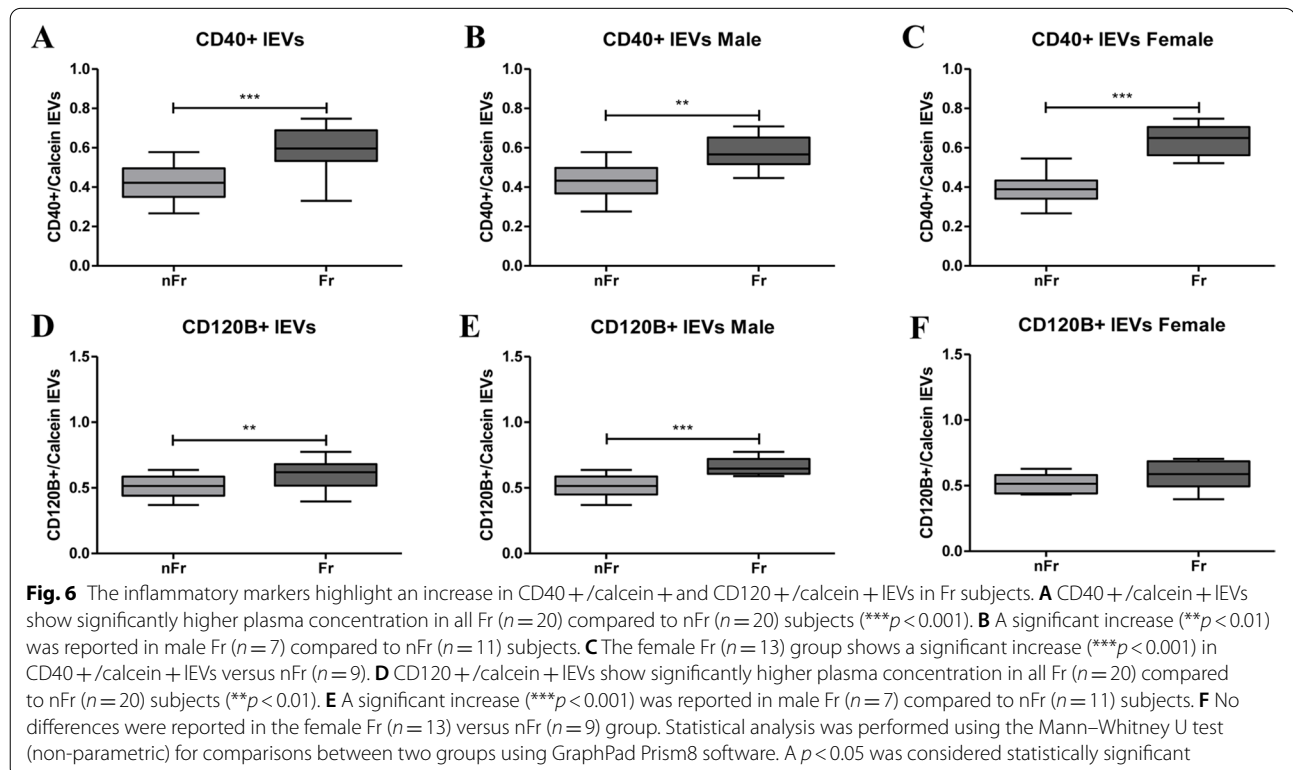 A
CD40+ lEVs
CD40+/Calcein lEVs
1.0
0.8
0.6
0.4
0.2
0.0
***
nFr
Fr
B
CD40+ lEVs Male
CD40+/Calcein lEVs
1.0
0.8
0.6
0.4
0.2
0.0
**
nFr
Fr
C
CD40+ lEVs Female
CD40+/Calcein lEVs
1.0
0.8
0.6
0.4
0.2
0.0
***
nFr
Fr
D
CD120B+ lEVs
CD120B+/Calcein lEVs
1.5
1.0
0.5
0.0
**
nFr
Fr
E
CD120B+ lEVs Male
CD120B+/Calcein lEVs
1.5
1.0
0.5
0.0
***
nFr
Fr
F
CD120B+ lEVs Female
CD120B+/Calcein lEVs
1.5
1.0
0.5
0.0
nFr
Fr
Fig. 6 The inflammatory markers highlight an increase in CD40 + /calcein + and CD120 + /calcein + lEVs in Fr subjects. A CD40 + /calcein + lEVs
show significantly higher plasma concentration in all Fr (n = 20) compared to nFr (n = 20) subjects (***p < 0.001). B A significant increase (**p < 0.01)
was reported in male Fr (n = 7) compared to nFr (n = 11) subjects. C The female Fr (n = 13) group shows a significant increase (***p < 0.001) in
CD40 + /calcein + lEVs versus nFr (n = 9). D CD120 + /calcein + lEVs show significantly higher plasma concentration in all Fr (n = 20) compared
to nFr (n = 20) subjects (**p < 0.01). E A significant increase (***p < 0.001) was reported in male Fr (n = 7) compared to nFr (n = 11) subjects. F No
differences were reported in the female Fr (n = 13) versus nFr (n = 9) group. Statistical analysis was performed using the Mann–Whitney U test
(non-parametric) for comparisons between two groups using GraphPad Prism8 software. A p < 0.05 was considered statistically significant